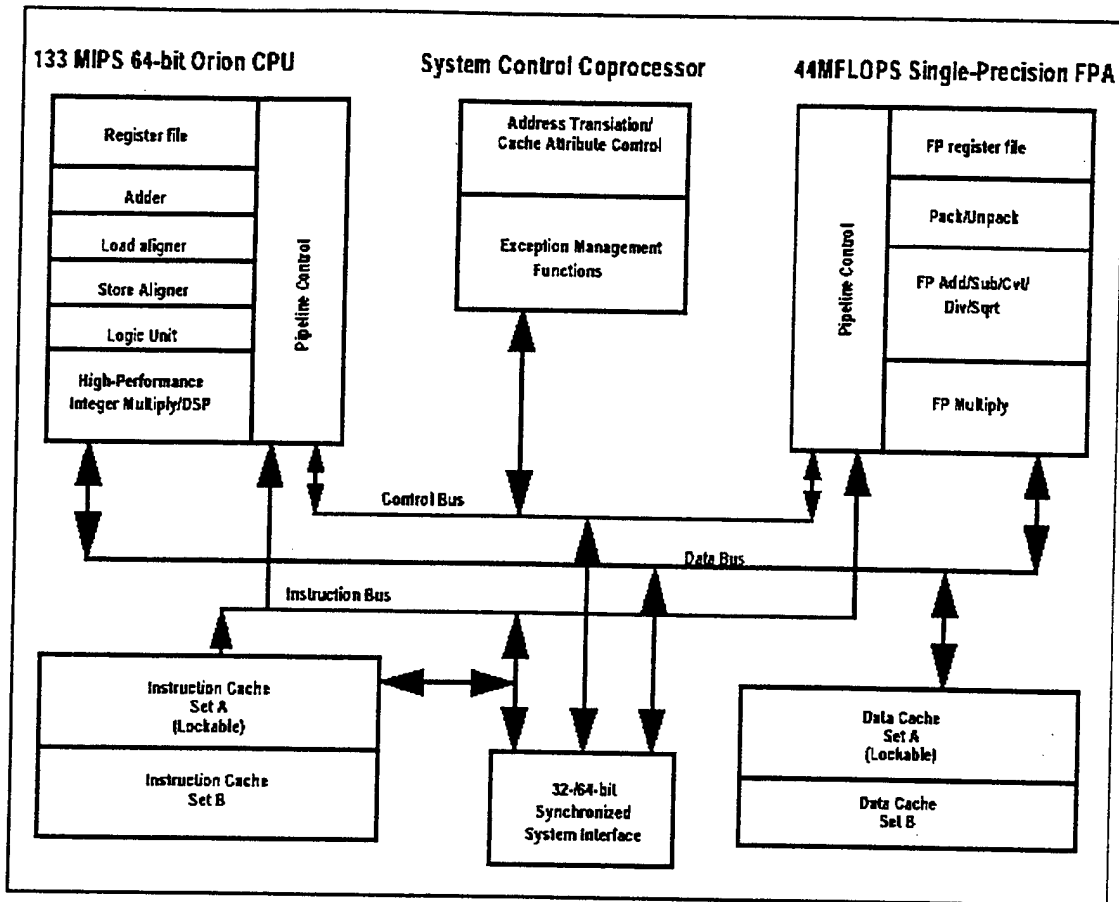 133 MIPS 64-bit Orion CPU
System Control Coprocessor
44MFLOPS Single-Precision FPA
Register file
Adder
Load aligner
Store Aligner
Logic Unit
High-Performance
Integer Multiply/DSP
Pipeline Control
Address Translation/
Cache Attribute Control
Exception Management
Functions
Pipeline Control
FP register file
Pack/Unpack
FP Add/Sub/Cvt/
Div/Sqrt
FP Multiply
Control Bus
Data Bus
Instruction Bus
Instruction Cache
Set A
(Lockable)
Instruction Cache
Set B
32-/64-bit
Synchronized
System Interface
Data Cache
Set A
(Lockable)
Data Cache
Set B